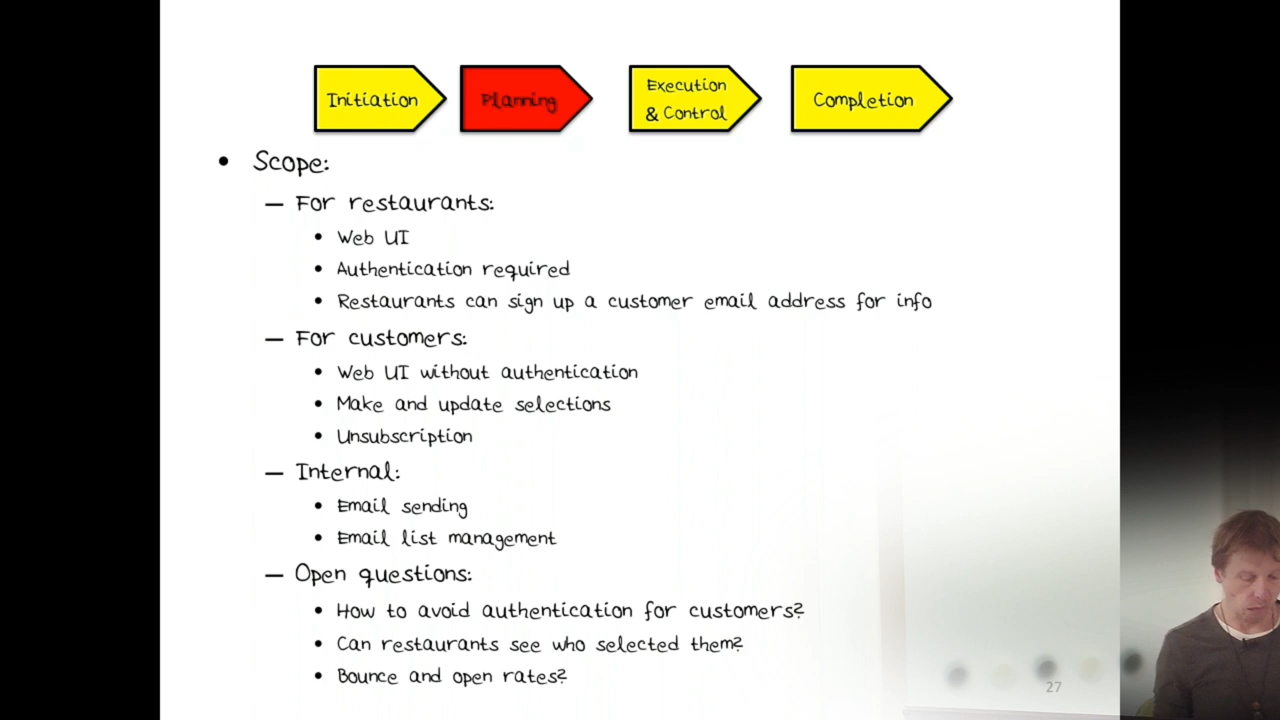 Initiation
Planning
Execution
& Control
Completion
• Scope:
– For restaurants:
• Web UI
• Authentication required
• Restaurants can sign up a customer email address for info
– For customers:
• Web UI without authentication
• Make and update selections
• Unsubscription
– Internal:
• Email sending
• Email list management
– Open questions:
• How to avoid authentication for customers?
• Can restaurants see who selected them?
• Bounce and open rates?
27